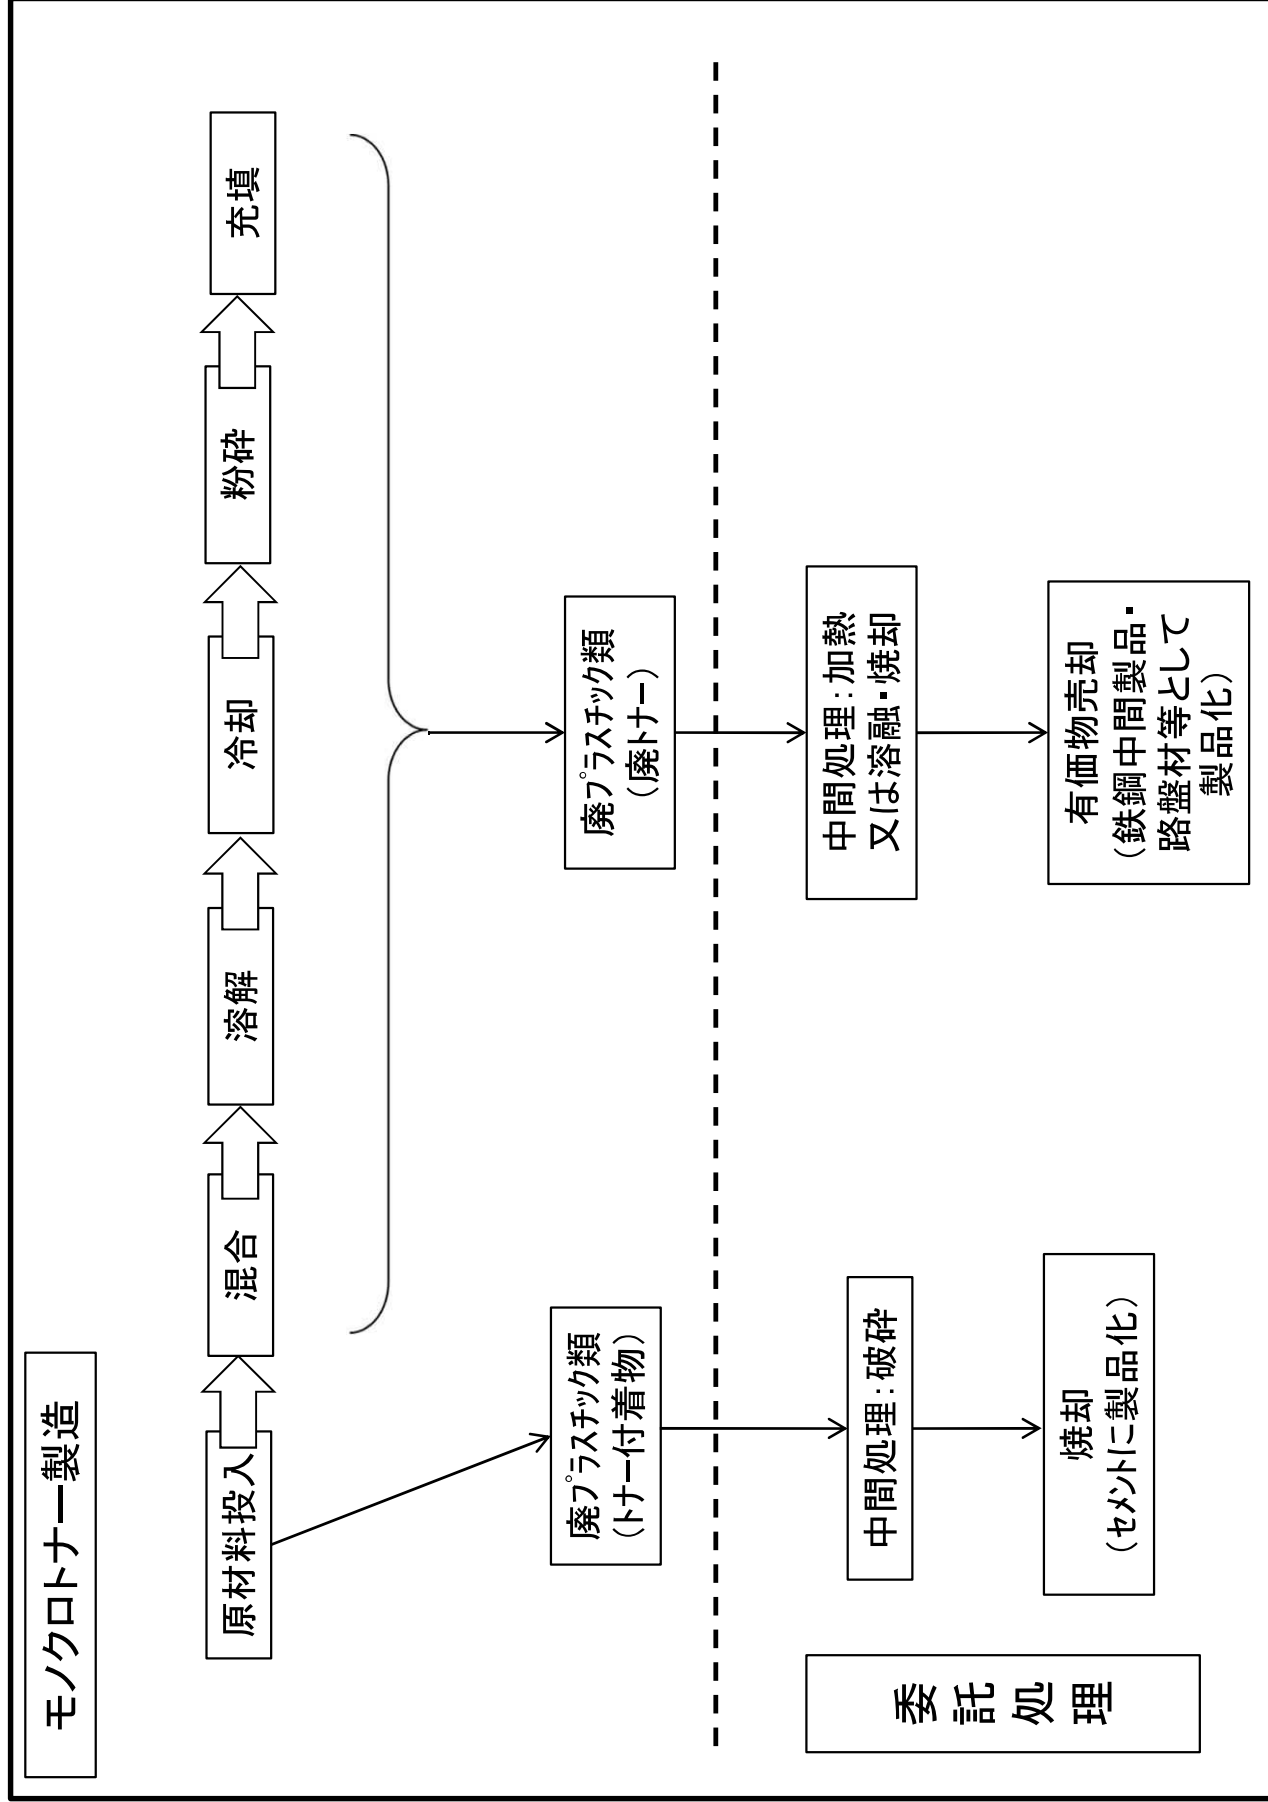 モノクロトナー製造
原材料投入
混合
溶解
冷却
粉砕
充填
廃プラスチック類
（トナー付着物）
廃プラスチック類
（廃トナー）
委託処理
中間処理：破砕
中間処理：加熱
又は溶融・焼却
焼却
（セメントに製品化）
有価物売却
（鉄鋼中間製品・
路盤材等として
製品化）